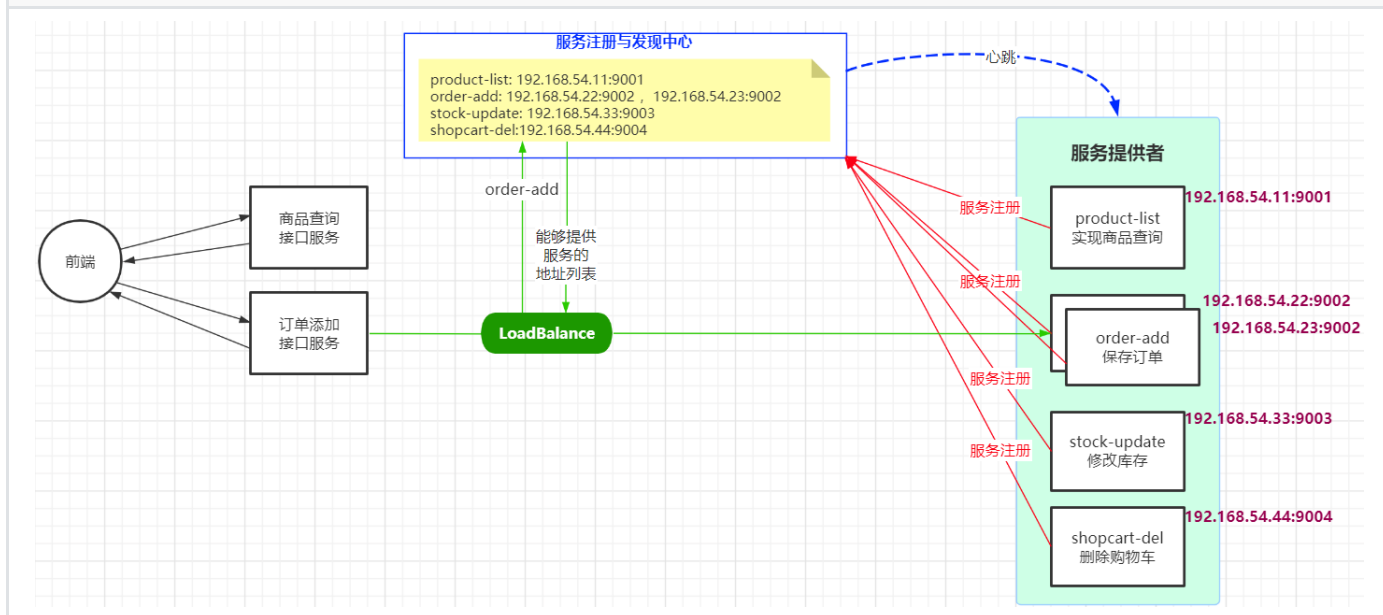 服务注册与发现中心
product-list: 192.168.54.11:9001
order-add: 192.168.54.22:9002 ，192.168.54.23:9002
stock-update: 192.168.54.33:9003
shopcart-del:192.168.54.44:9004
心跳
服务提供者
order-add
能够提供
服务的
地址列表
前端
商品查询
接口服务
订单添加
接口服务
LoadBalance
服务注册
服务注册
服务注册
服务注册
192.168.54.11:9001
product-list
实现商品查询
192.168.54.22:9002
192.168.54.23:9002
order-add
保存订单
192.168.54.33:9003
stock-update
修改库存
192.168.54.44:9004
shopcart-del
删除购物车